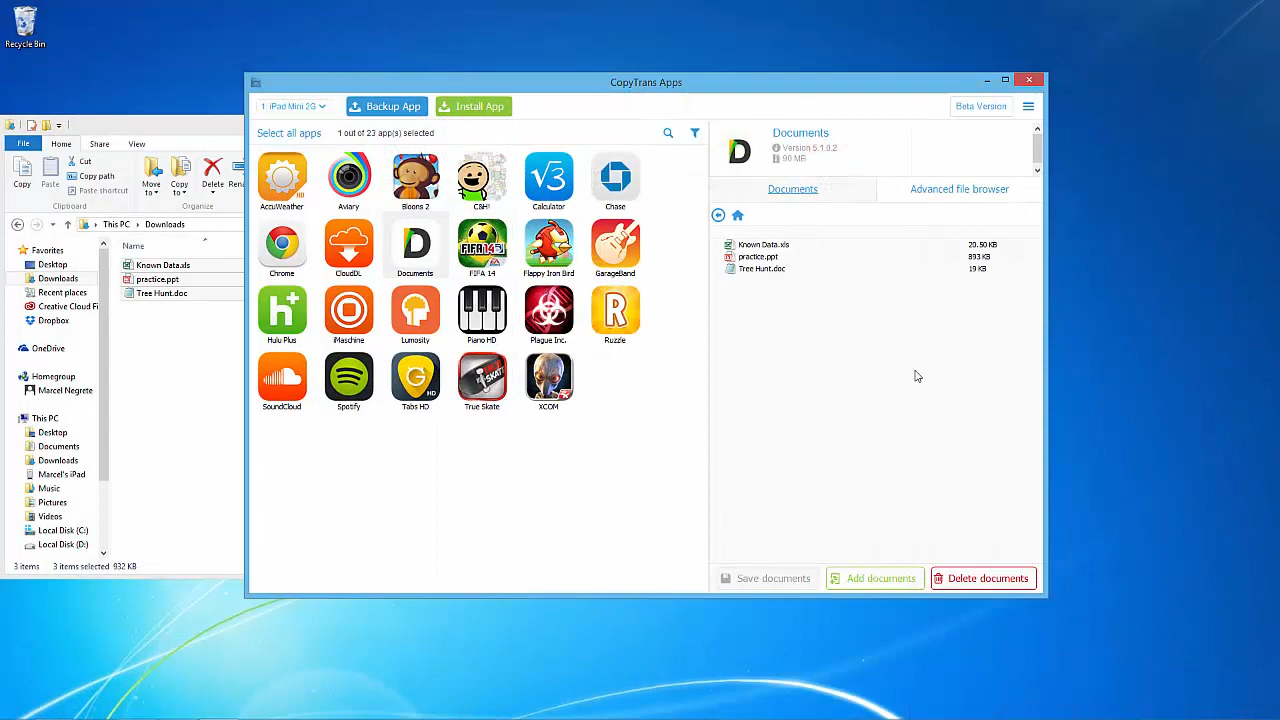 Recycle Bin
File
Home
Share
View
Copy
Paste
Cut
Copy path
Paste shortcut
Clipboard
Move
to
Copy
to
Delete
Organize
This PC
Downloads
Favorites
Desktop
Downloads
Recent places
Creative Cloud Fi
Dropbox
OneDrive
Homegroup
Marcel Negrete
This PC
Desktop
Documents
Downloads
Marcel's iPad
Music
Pictures
Videos
Local Disk (C:)
Local Disk (D:)
Name
Known Data.xls
practice.ppt
Tree Hunt.doc
3 items 3 items selected 932 KB
CopyTrans Apps
1: iPad Mini 2G
Backup App
Install App
Beta Version
Select all apps
1 out of 23 app(s) selected
AccuWeather
Aviary
Bloons 2
C&H!
Calculator
Chase
Chrome
CloudDL
Documents
FIFA 14
Flappy Iron Bird
GarageBand
Hulu Plus
iMaschine
Lumosity
Piano HD
Plague Inc.
Ruzzle
SoundCloud
Spotify
Tabs HD
True Skate
XCOM
Documents
Version 5.1.0.2
90 MB
Documents
Advanced file browser
Known Data.xls 20.50 KB
practice.ppt 893 KB
Tree Hunt.doc 19 KB
Save documents
Add documents
Delete documents